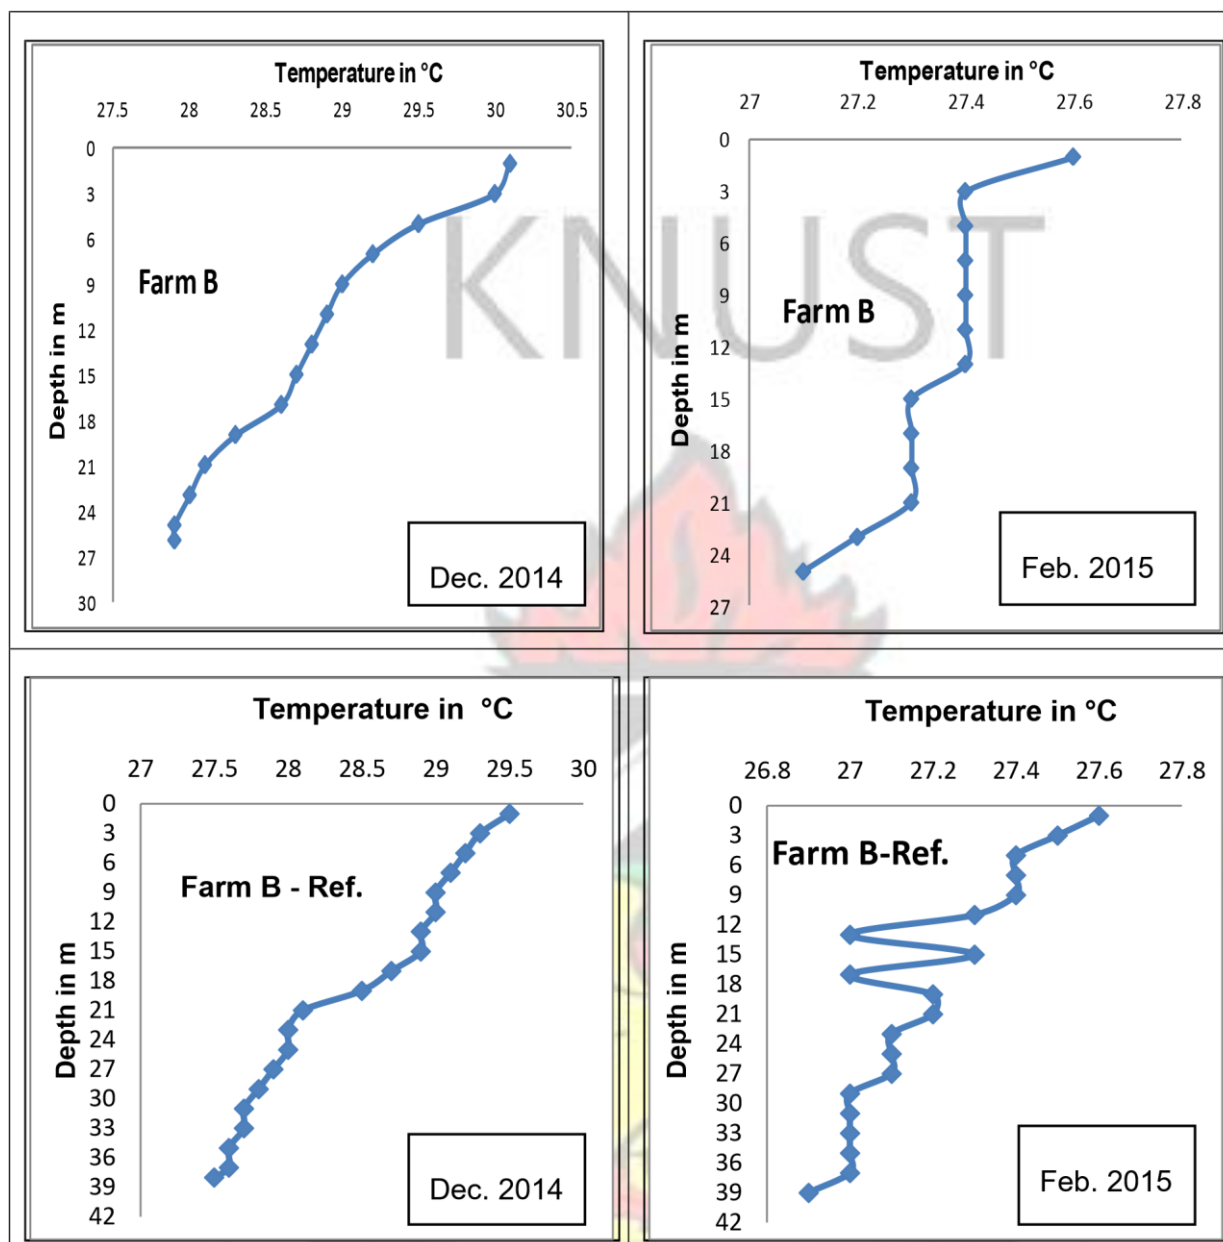 Temperature in °C
27.5 28 28.5 29 29.5 30 30.5
0
3
6
9
12
15
18
21
24
27
30
Depth in m
Farm B
Dec. 2014
Temperature in °C
27 27.2 27.4 27.6 27.8
0
3
6
9
12
15
18
21
24
27
Depth in m
Farm B
Feb. 2015
KNUST
Temperature in °C
27 27.5 28 28.5 29 29.5 30
0
3
6
9
12
15
18
21
24
27
30
33
36
39
42
Depth in m
Farm B - Ref.
Dec. 2014
Temperature in °C
26.8 27 27.2 27.4 27.6 27.8
0
3
6
9
12
15
18
21
24
27
30
33
36
39
42
Depth in m
Farm B-Ref.
Feb. 2015